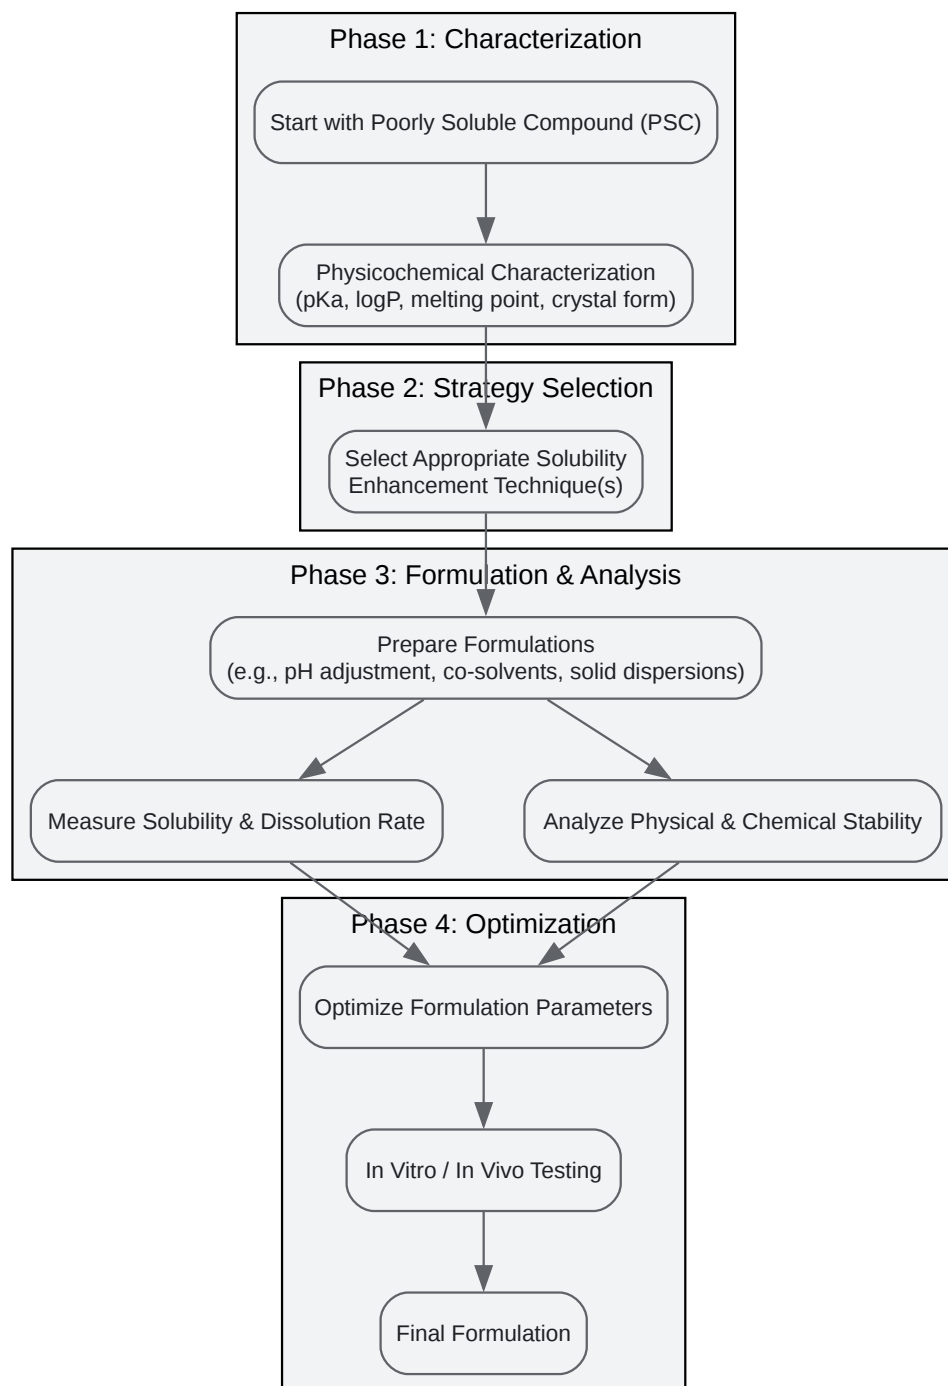 Phase 1: Characterization
Start with Poorly Soluble Compound (PSC)
Physicochemical Characterization
(pKa, logP, melting point, crystal form)
Phase 2: Strategy Selection
Select Appropriate Solubility
Enhancement Technique(s)
Phase 3: Formulation & Analysis
Prepare Formulations
(e.g., pH adjustment, co-solvents, solid dispersions)
Measure Solubility & Dissolution Rate
Analyze Physical & Chemical Stability
Phase 4: Optimization
Optimize Formulation Parameters
In Vitro / In Vivo Testing
Final Formulation